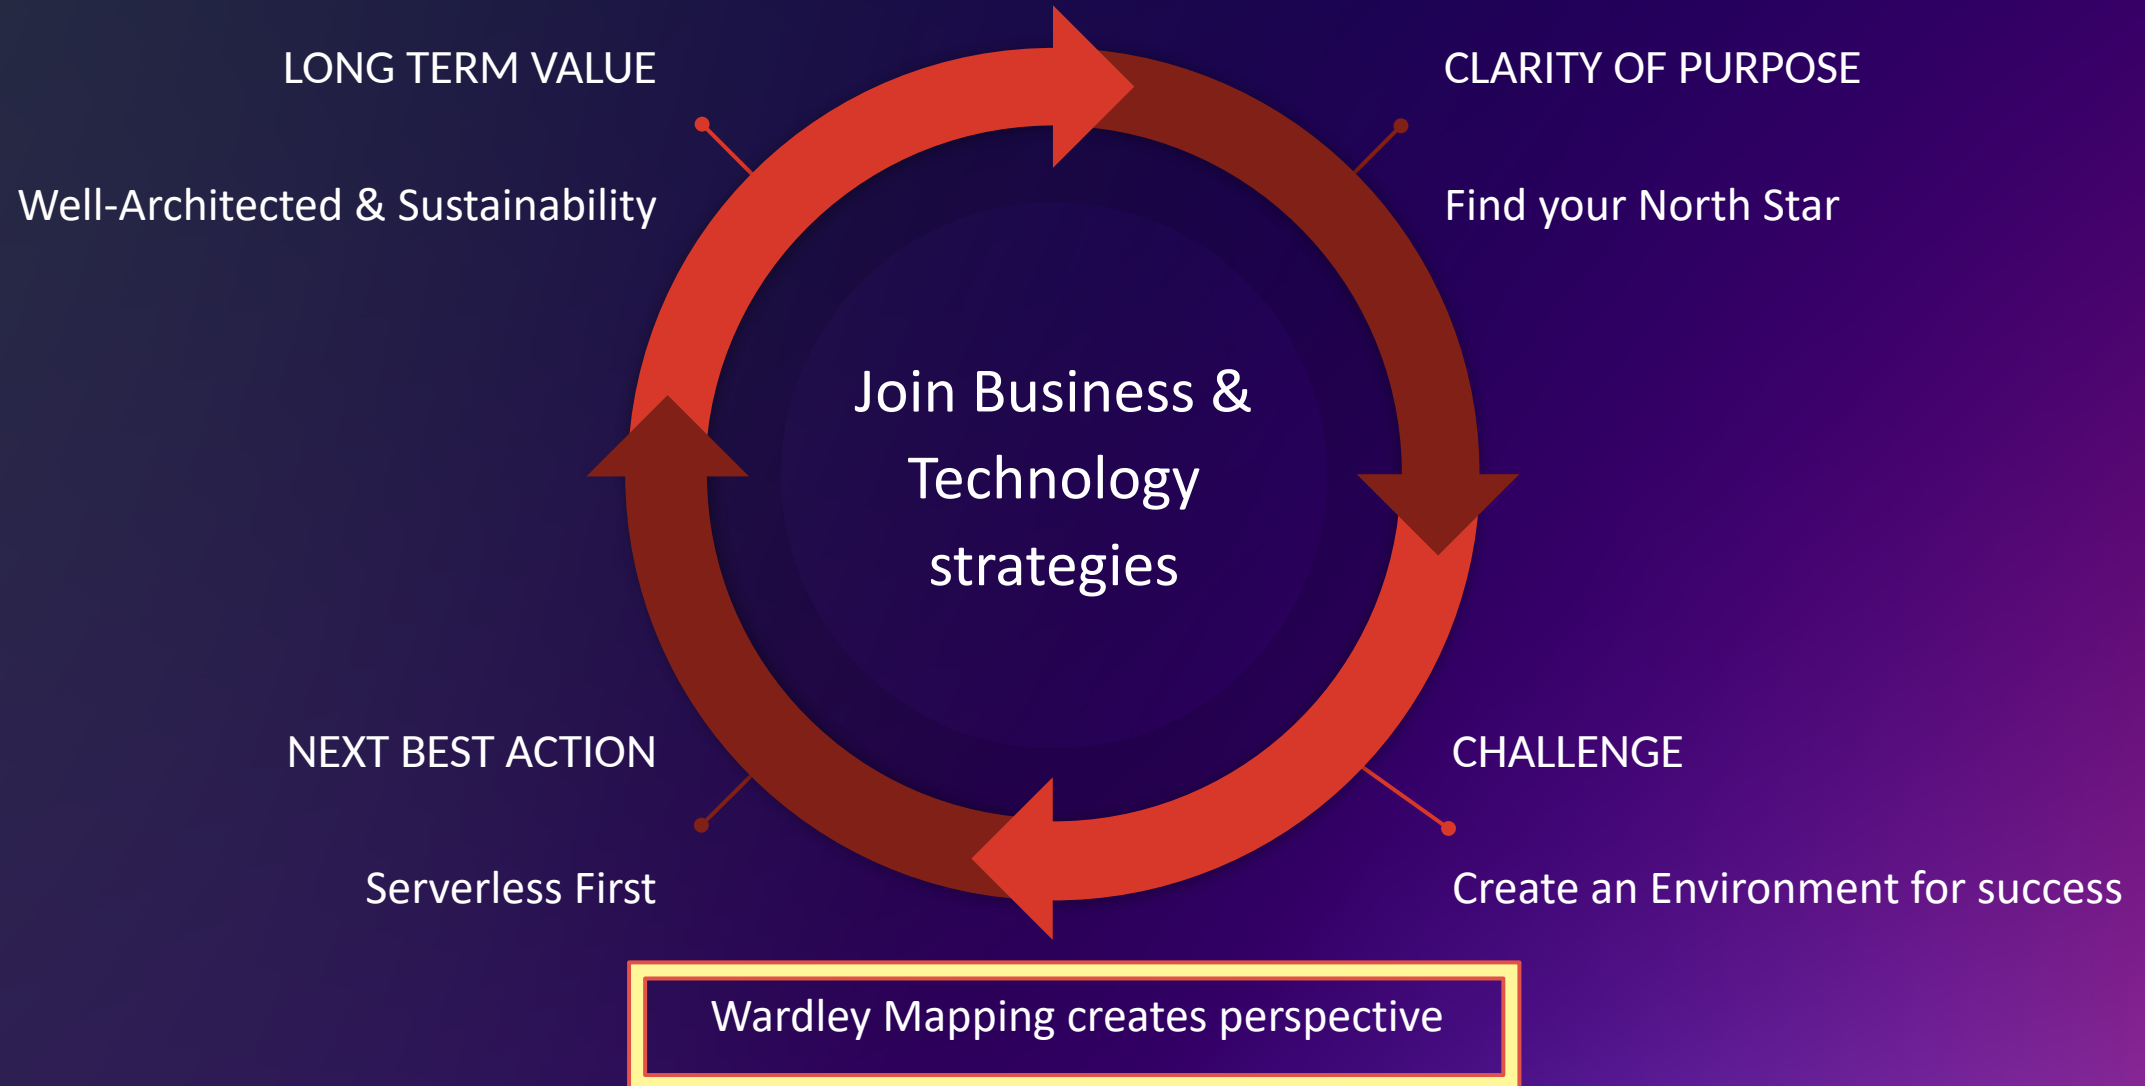 LONG TERM VALUE
Well-Architected & Sustainability
CLARITY OF PURPOSE
Find your North Star
Join Business &
Technology
strategies
NEXT BEST ACTION
Serverless First
CHALLENGE
Create an Environment for success
Wardley Mapping creates perspective